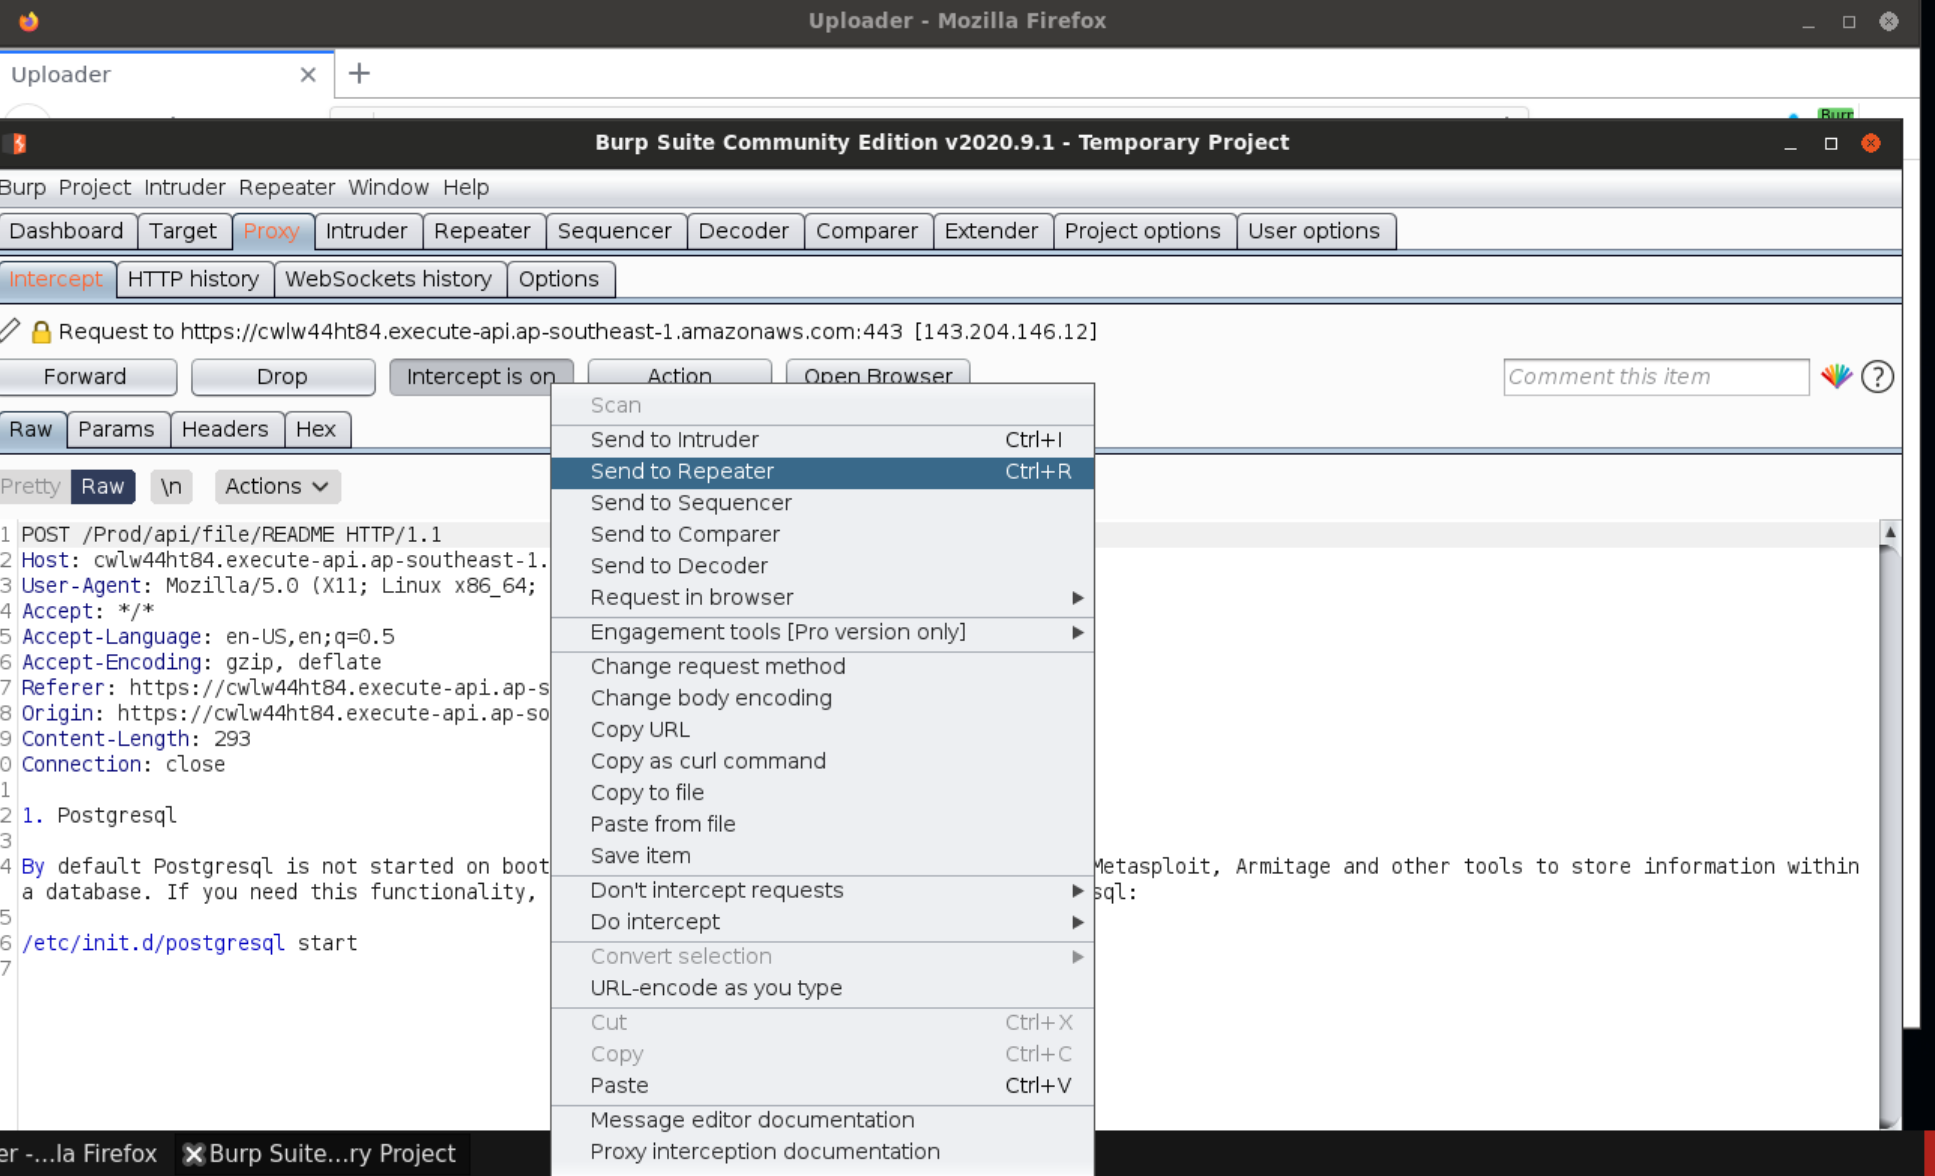 Uploader - Mozilla Firefox
Uploader
Burp
Burp Suite Community Edition v2020.9.1 - Temporary Project
Burp Project Intruder Repeater Window Help
Dashboard Target Proxy Intruder Repeater Sequencer Decoder Comparer Extender Project options User options
Intercept HTTP history WebSockets history Options
Request to https://cwlw44ht84.execute-api.ap-southeast-1.amazonaws.com:443 [143.204.146.12]
Forward Drop Intercept is on Action Open Browser Comment this item ?
Raw Params Headers Hex
Pretty Raw \n Actions
1 POST /Prod/api/file/README HTTP/1.1
2 Host: cwlw44ht84.execute-api.ap-southeast-1.
3 User-Agent: Mozilla/5.0 (X11; Linux x86_64;
4 Accept: */*
5 Accept-Language: en-US,en;q=0.5
6 Accept-Encoding: gzip, deflate
7 Referer: https://cwlw44ht84.execute-api.ap-s
8 Origin: https://cwlw44ht84.execute-api.ap-so
9 Content-Length: 293
0 Connection: close
1
2 1. Postgresql
3
4 By default Postgresql is not started on boot Metasploit, Armitage and other tools to store information within
a database. If you need this functionality, sql:
5
6 /etc/init.d/postgresql start
7
Scan
Send to Intruder Ctrl+I
Send to Repeater Ctrl+R
Send to Sequencer
Send to Comparer
Send to Decoder
Request in browser
Engagement tools [Pro version only]
Change request method
Change body encoding
Copy URL
Copy as curl command
Copy to file
Paste from file
Save item
Don't intercept requests
Do intercept
Convert selection
URL-encode as you type
Cut Ctrl+X
Copy Ctrl+C
Paste Ctrl+V
Message editor documentation
Proxy interception documentation
er -...la Firefox Burp Suite...ry Project